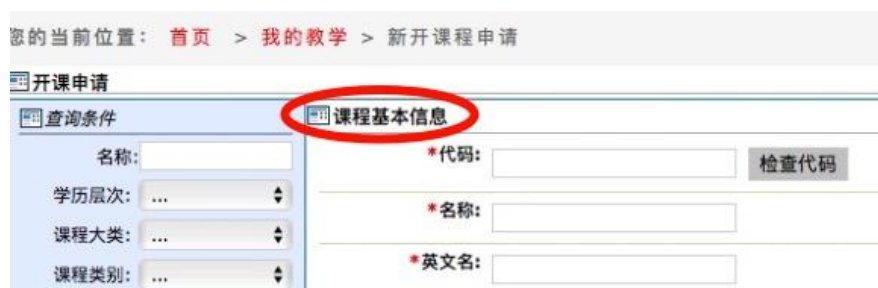 您的当前位置： 首页 > 我的教学 > 新开课程申请
开课申请
查询条件
名称:
学历层次: ...
课程大类: ...
课程类别: ...
课程基本信息
*代码: 检查代码
*名称:
*英文名: